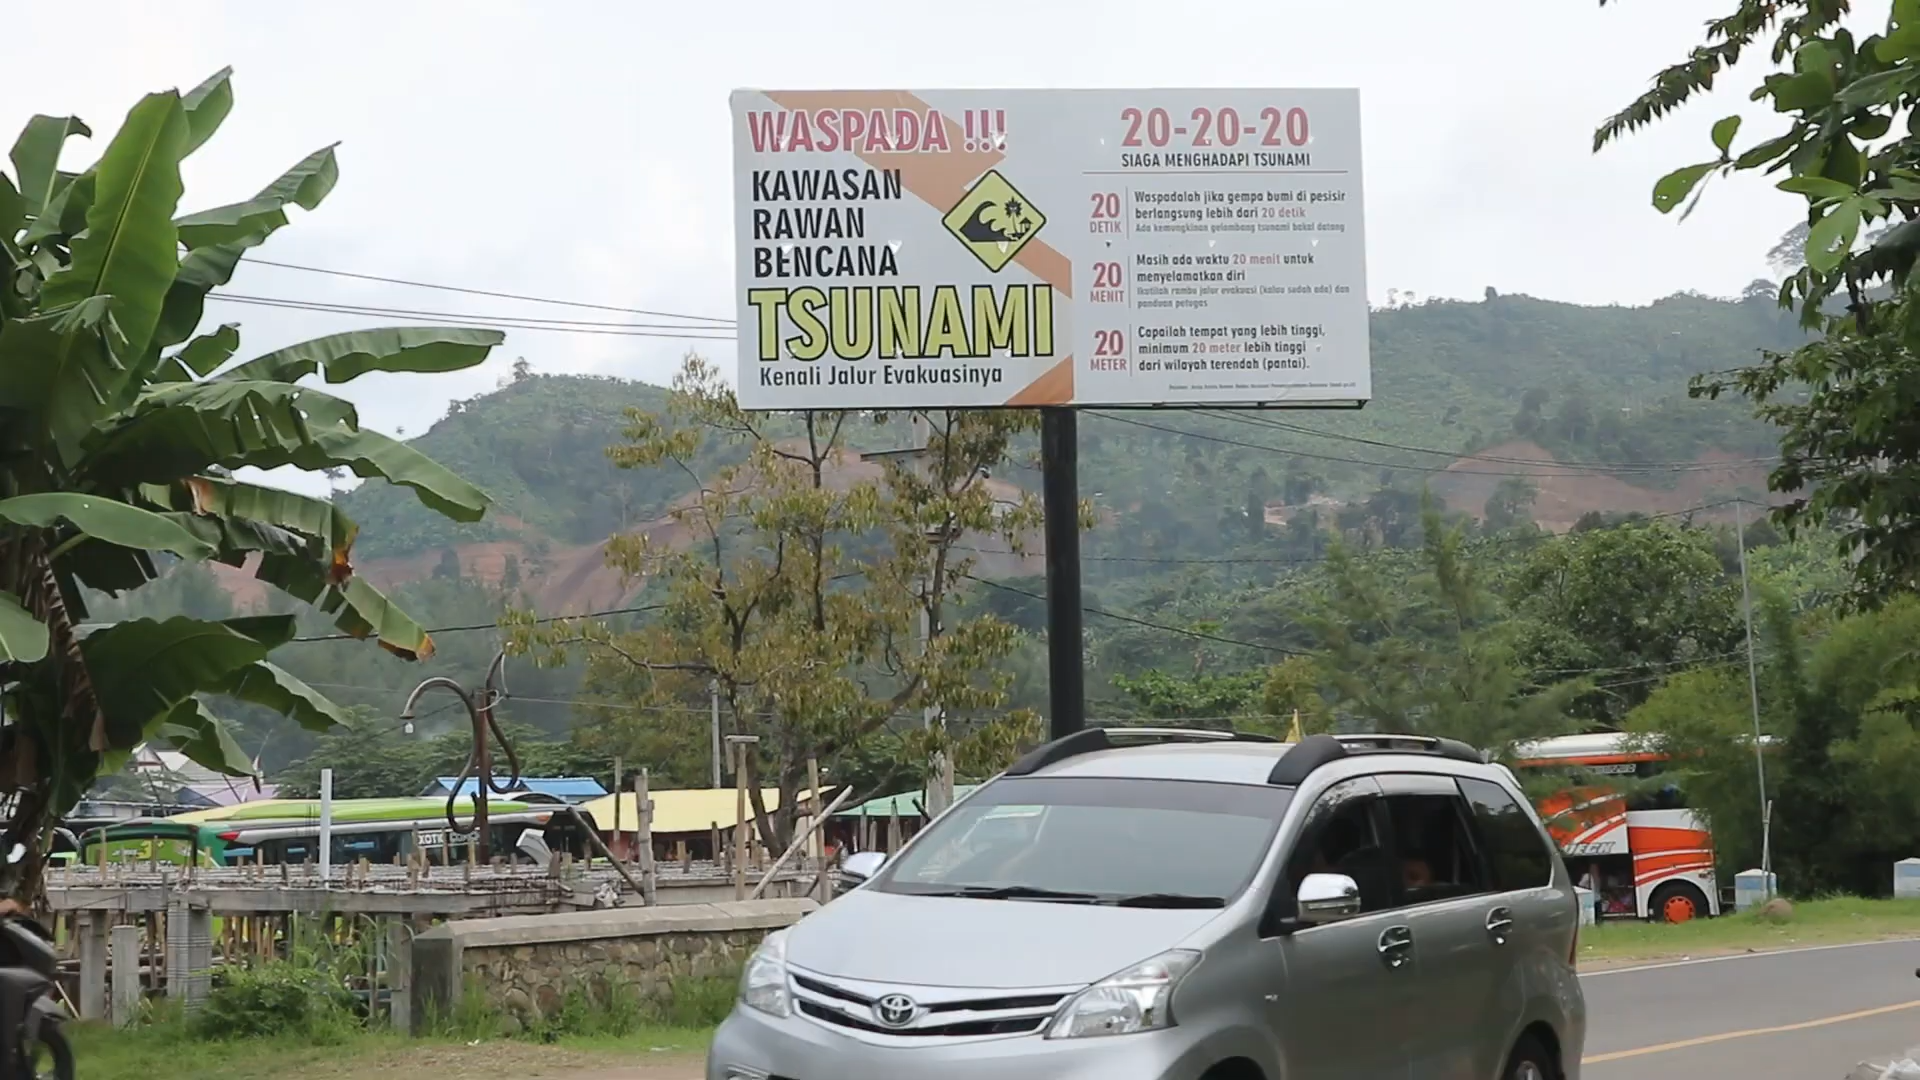 WASPADA !!!
KAWASAN
RAWAN
BENCANA
TSUNAMI
Kenali Jalur Evakuasinya
20-20-20
SIAGA MENGHADAPI TSUNAMI
20
DETIK
Waspadalah jika gempa bumi di pesisir
berlangsung lebih dari 20 detik
Ada kemungkinan gelombang tsunami bakal datang
20
MENIT
Masih ada waktu 20 menit untuk
menyelamatkan diri
Ikutilah rambu jalur evakuasi (kalau sudah ada) dan
panduan petugas
20
METER
Capailah tempat yang lebih tinggi,
minimum 20 meter lebih tinggi
dari wilayah terendah (pantai).